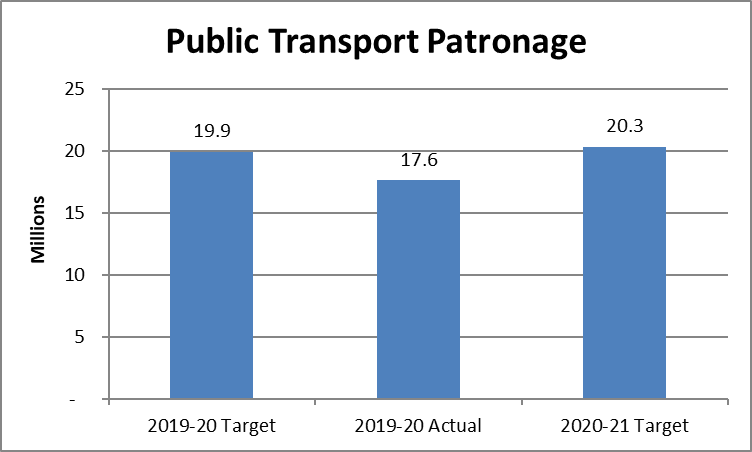 Public Transport Patronage
Millions
25
20
15
10
5
-
19.9
17.6
20.3
2019-20 Target
2019-20 Actual
2020-21 Target